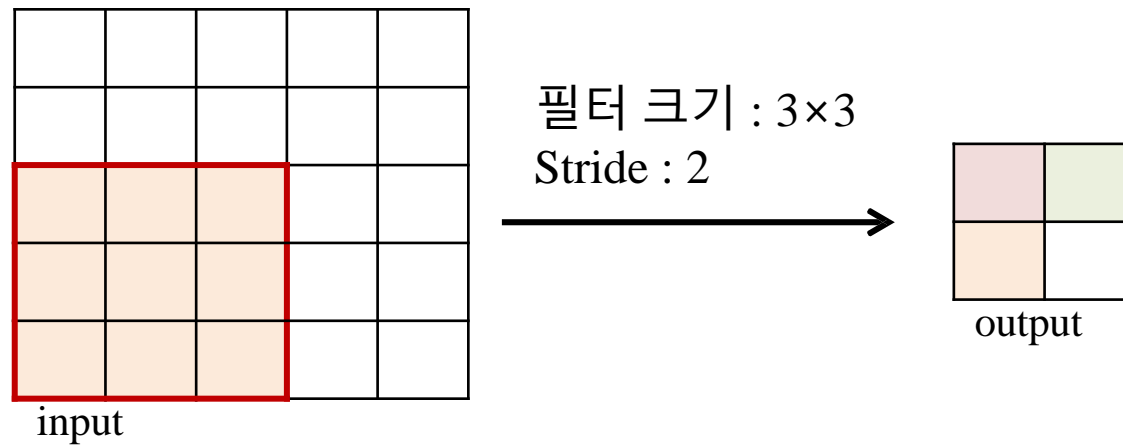 필터 크기 : 3×3
Stride : 2
output
input